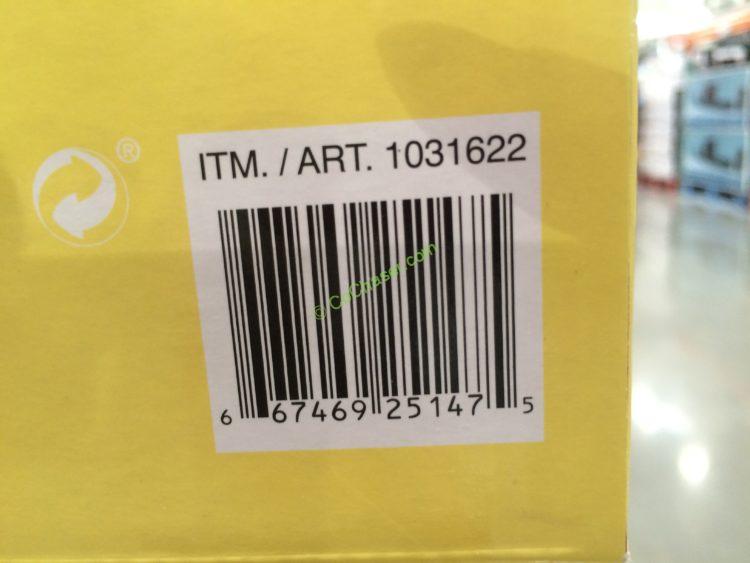 ®
ITM. / ART. 1031622
© CoChaser.com
6 67469 25147 5